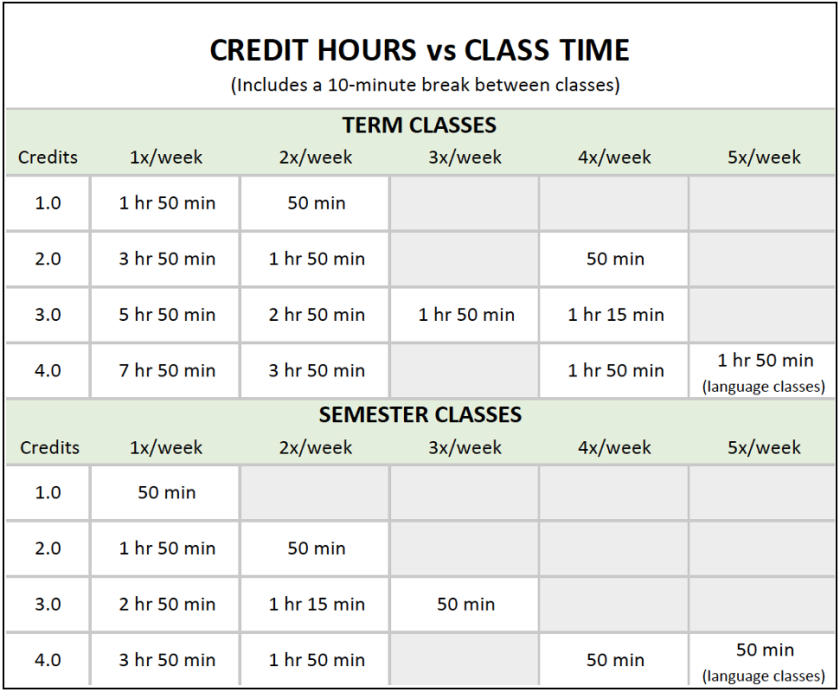 CREDIT HOURS vs CLASS TIME
(Includes a 10-minute break between classes)
TERM CLASSES
Credits 1x/week 2x/week 3x/week 4x/week 5x/week
1.0 1 hr 50 min 50 min
2.0 3 hr 50 min 1 hr 50 min 50 min
3.0 5 hr 50 min 2 hr 50 min 1 hr 50 min 1 hr 15 min
4.0 7 hr 50 min 3 hr 50 min 1 hr 50 min 1 hr 50 min
(language classes)
SEMESTER CLASSES
Credits 1x/week 2x/week 3x/week 4x/week 5x/week
1.0 50 min
2.0 1 hr 50 min 50 min
3.0 2 hr 50 min 1 hr 15 min 50 min
4.0 3 hr 50 min 1 hr 50 min 50 min 50 min
(language classes)